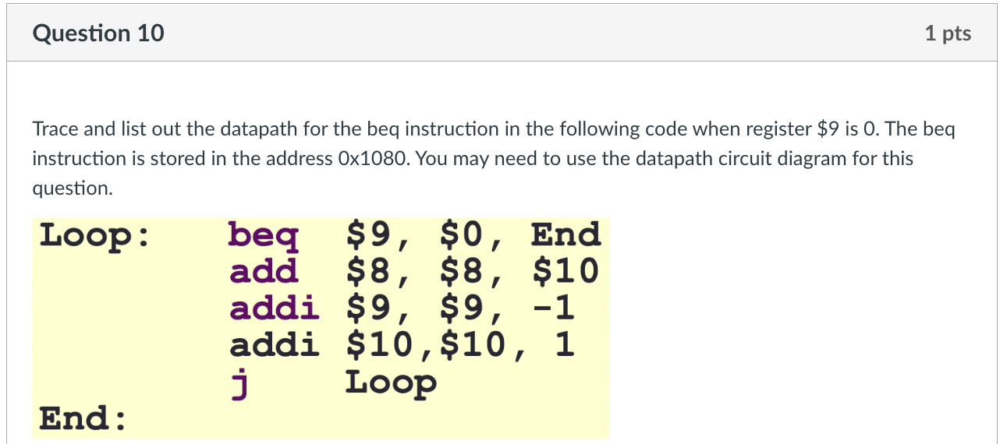 Question 10
1 pts
Trace and list out the datapath for the beq instruction in the following code when register $9 is 0. The beq
instruction is stored in the address 0x1080. You may need to use the datapath circuit diagram for this
question.
Loop: beq $9, $0, End
add $8, $8, $10
addi $9, $9, -1
addi $10,$10, 1
j Loop
End: